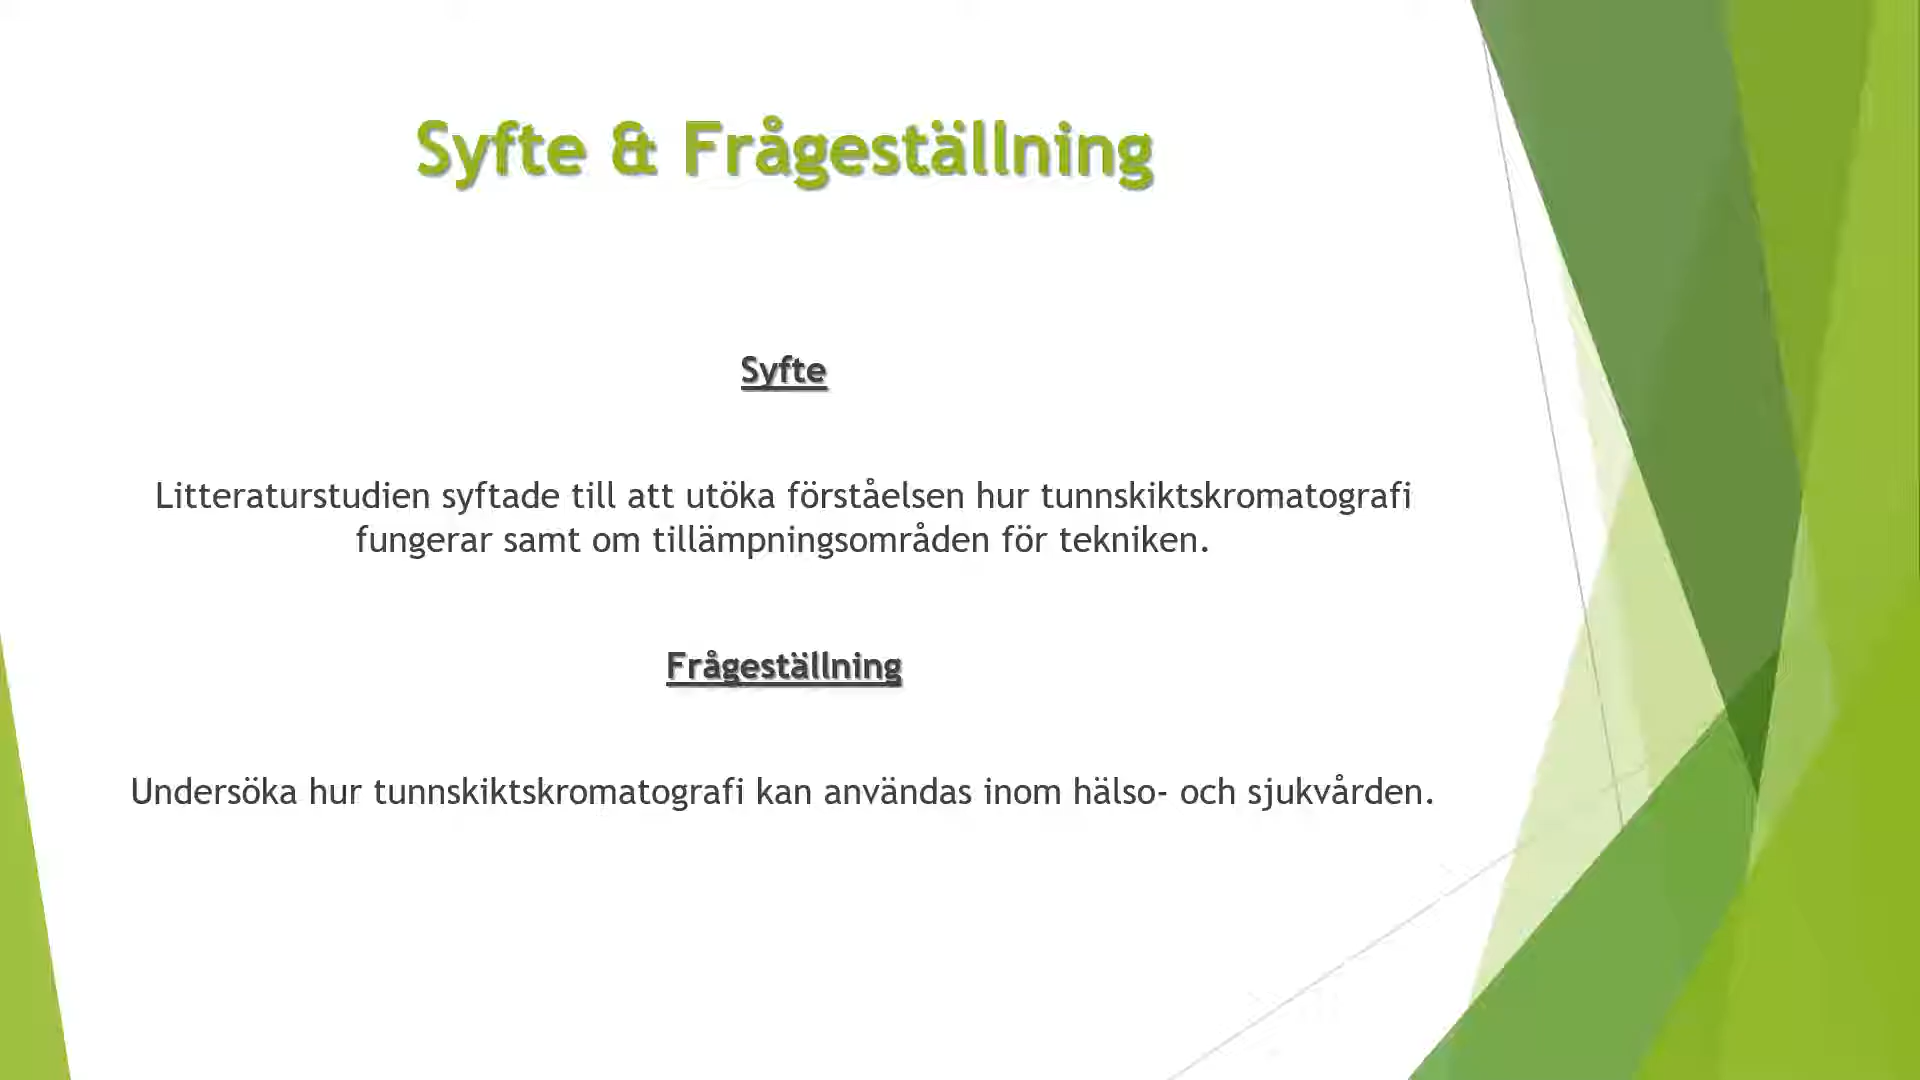 Syfte & Frågeställning
Syfte
Litteraturstudien syftade till att utöka förståelsen hur tunnskiktskromatografi
fungerar samt om tillämpningsområden för tekniken.
Frågeställning
Undersöka hur tunnskiktskromatografi kan användas inom hälso- och sjukvården.